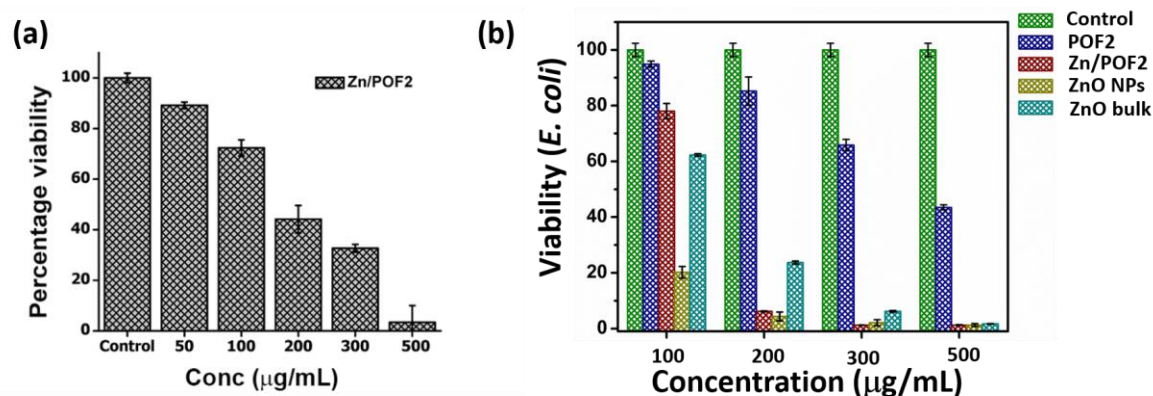 (a)
Percentage viability
100
80
60
40
20
0
Zn/POF2
Control 50 100 200 300 500
Conc (μg/mL)
(b)
Viability (E. coli)
100
80
60
40
20
0
100 200 300 500
Concentration (μg/mL)
Control
POF2
Zn/POF2
ZnO NPs
ZnO bulk